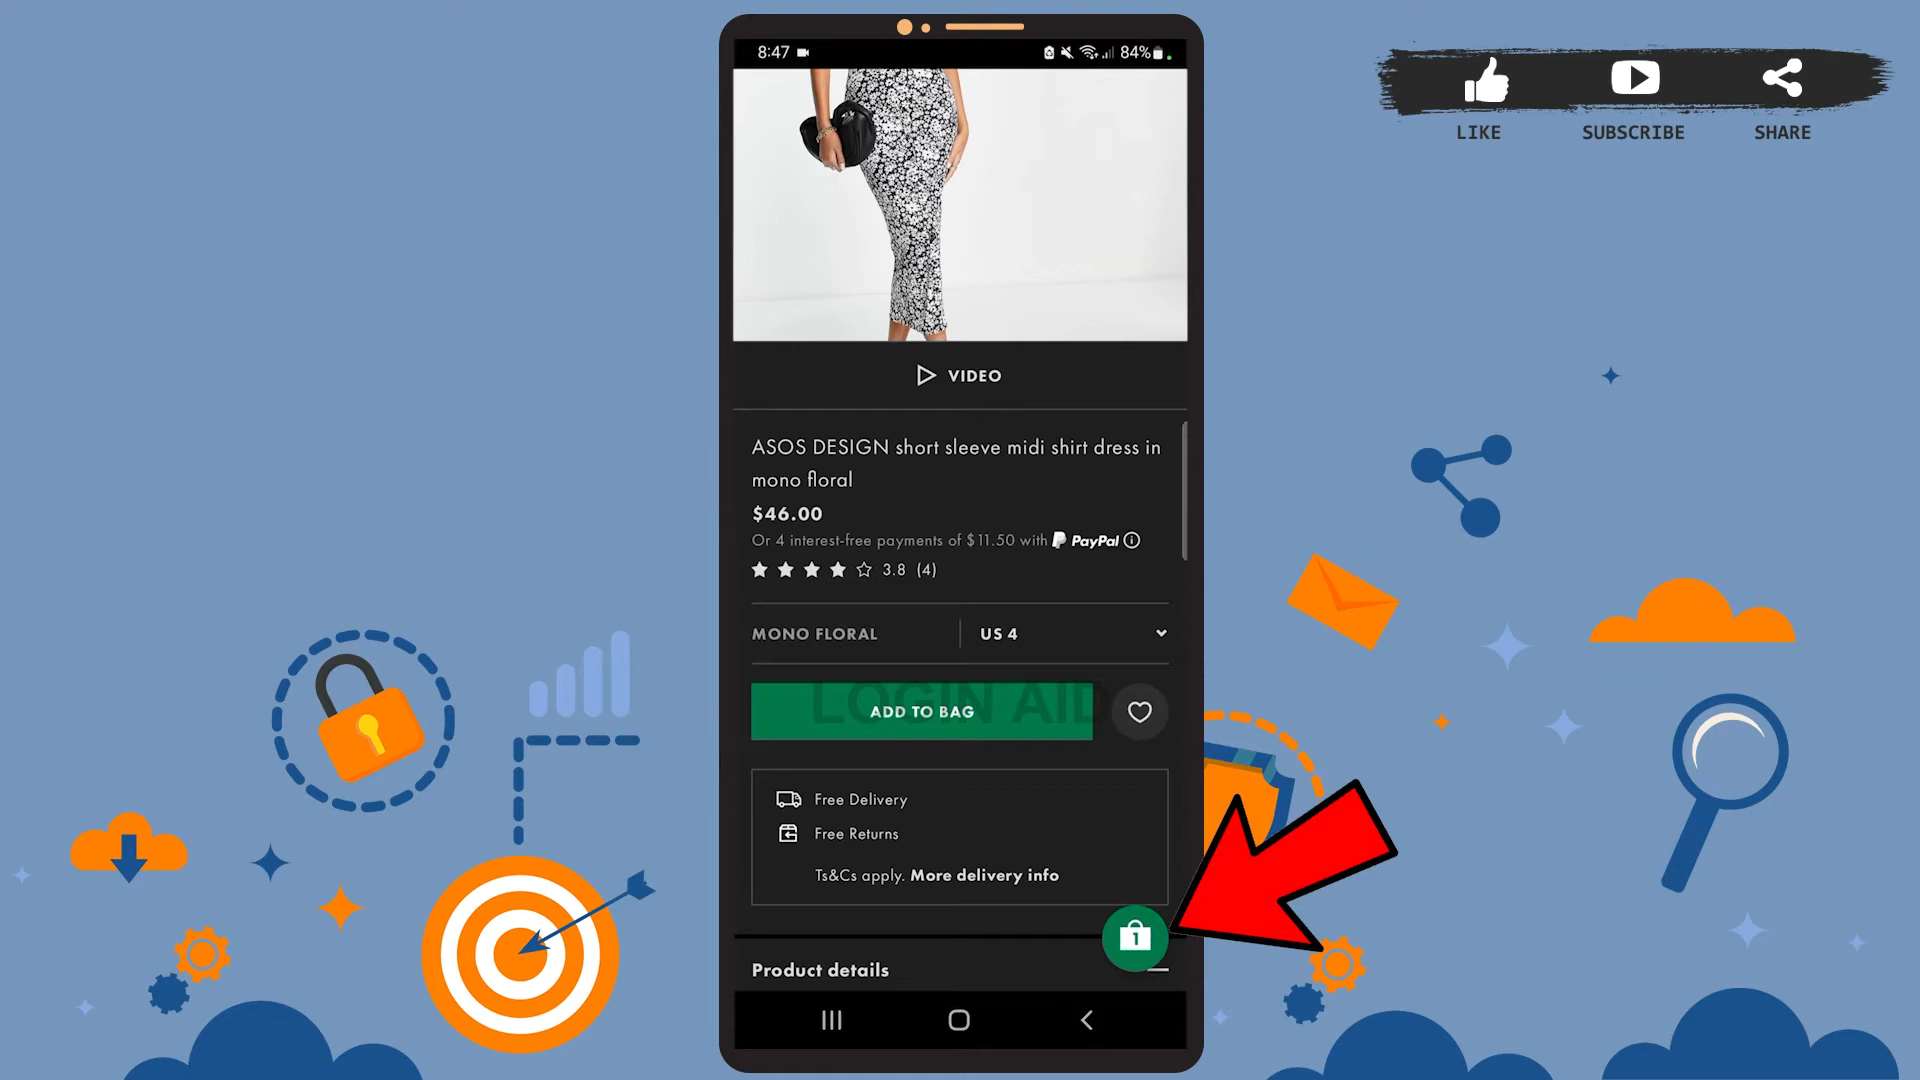 8:47
84%
LIKE
SUBSCRIBE
SHARE
VIDEO
ASOS DESIGN short sleeve midi shirt dress in
mono floral
$46.00
Or 4 interest-free payments of $11.50 with PayPal
3.8 (4)
MONO FLORAL
US 4
LOGIN AID
ADD TO BAG
Free Delivery
Free Returns
Ts&Cs apply. More delivery info
1
Product details